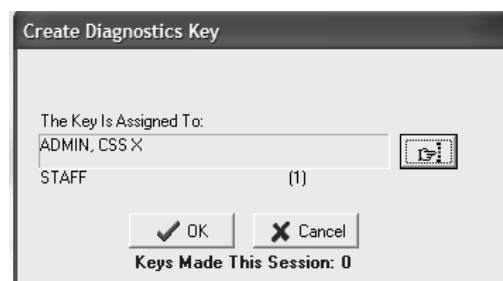 Create Diagnostics Key
The Key Is Assigned To:
ADMIN, CSS X
STAFF (1)
OK Cancel
Keys Made This Session: 0